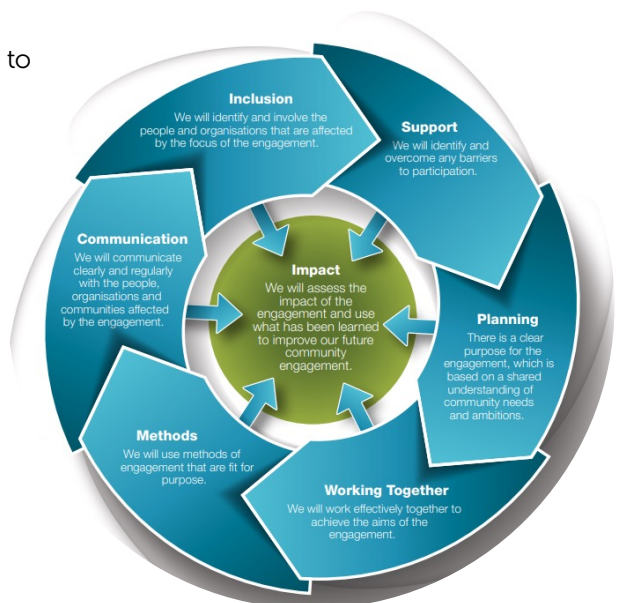 to
Inclusion
We will identify and involve the
people and organisations that are affected
by the focus of the engagement.
Support
We will identify and
overcome any barriers
to participation.
Planning
There is a clear
purpose for the
engagement, which is
based on a shared
understanding of
community needs
and ambitions.
Working Together
We will work effectively together to
achieve the aims of the
engagement.
Methods
We will use methods of
engagement that are fit for
purpose.
Communication
We will communicate
clearly and regularly
with the people,
organisations and
communities affected
by the engagement.
Impact
We will assess the
impact of the
engagement and use
what has been learned
to improve our future
community
engagement.